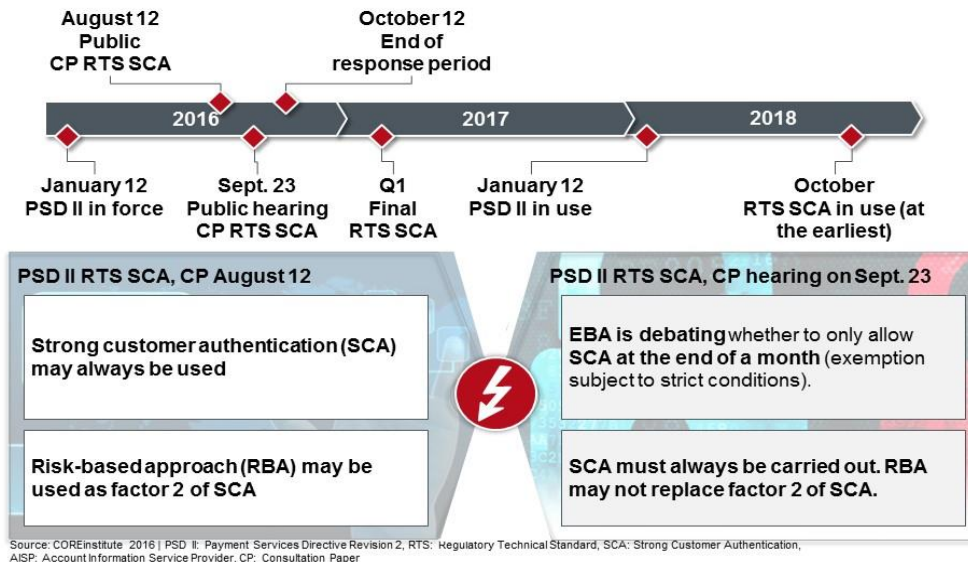 August 12
Public
CP RTS SCA
October 12
End of
response period
2016
2017
2018
January 12
PSD II in force
Sept. 23
Public hearing
CP RTS SCA
Q1
Final
RTS SCA
January 12
PSD II in use
October
RTS SCA in use (at
the earliest)
PSD II RTS SCA, CP August 12
Strong customer authentication (SCA)
may always be used
Risk-based approach (RBA) may be
used as factor 2 of SCA
PSD II RTS SCA, CP hearing on Sept. 23
EBA is debating whether to only allow
SCA at the end of a month (exemption
subject to strict conditions).
SCA must always be carried out. RBA
may not replace factor 2 of SCA.
Source: COREinstitute 2016 | PSD II: Payment Services Directive Revision 2, RTS: Regulatory Technical Standard, SCA: Strong Customer Authentication,
AISP: Account Information Service Provider, CP: Consultation Paper